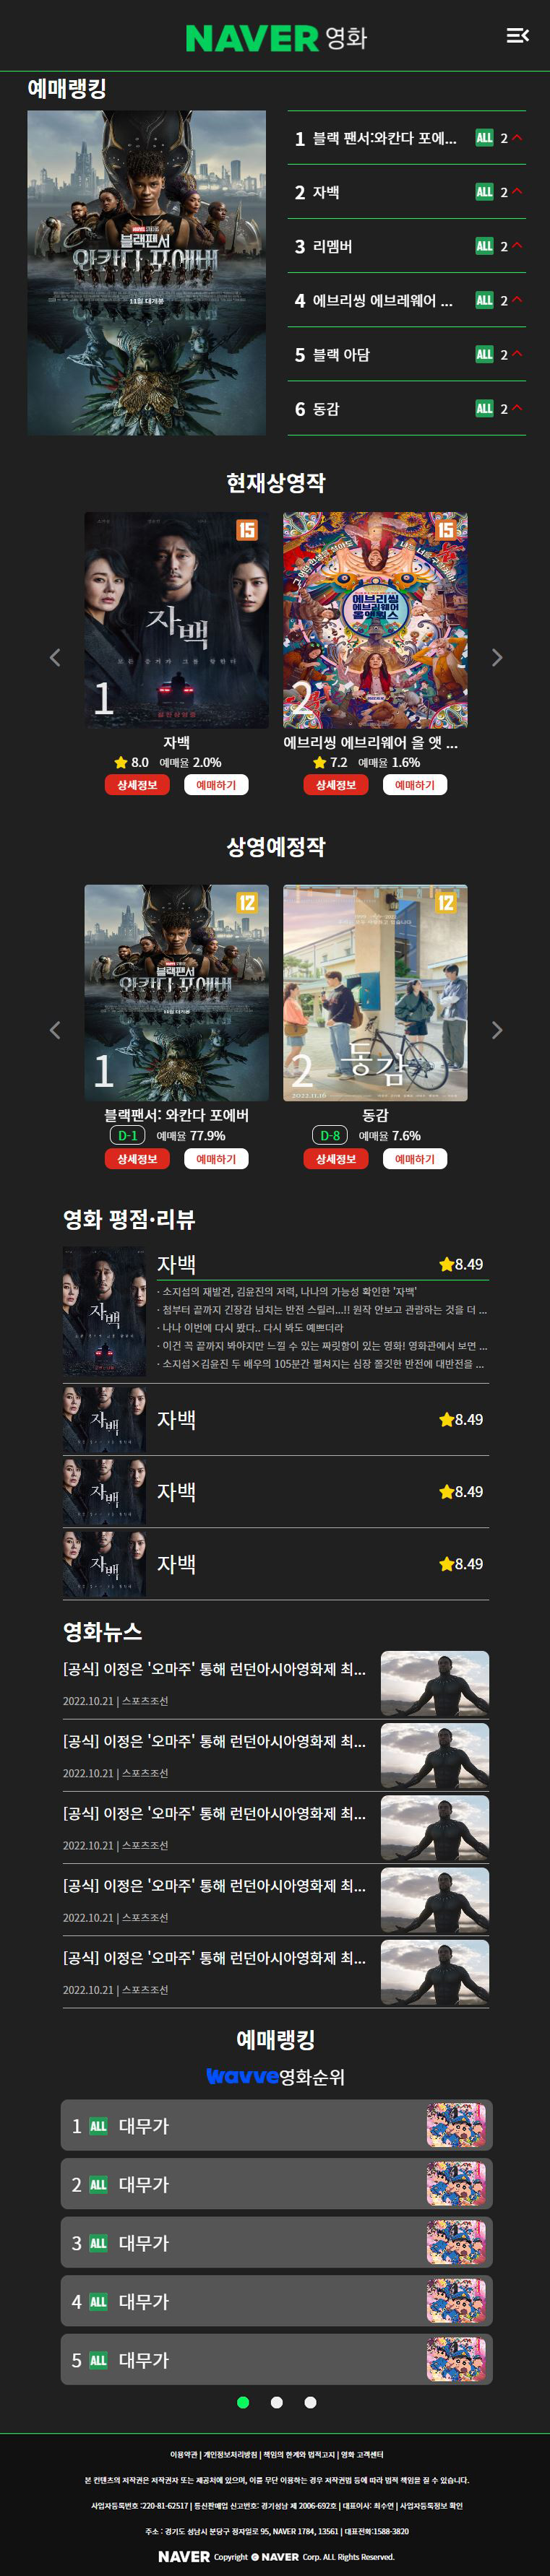 NAVER 영화
예매랭킹
MARVEL STUDIOS
블랙팬서
와칸다 포에버
11월 대개봉
1 블랙 팬서:와칸다 포에... ALL 2
2 자백 ALL 2
3 리멤버 ALL 2
4 에브리씽 에브레웨어 ... ALL 2
5 블랙 아담 ALL 2
6 동감 ALL 2
현재상영작
15
자백
1
15
에브리씽
에브리웨어
올앳원스
2
자백
8.0 예매율 2.0%
상세정보 예매하기
에브리씽 에브리웨어 올 앳 ...
7.2 예매율 1.6%
상세정보 예매하기
상영예정작
12
블랙팬서
와칸다 포에버
11월 대개봉
1
12
동감
2022.11.16
2
블랙팬서: 와칸다 포에버
D-1 예매율 77.9%
상세정보 예매하기
동감
D-8 예매율 7.6%
상세정보 예매하기
영화 평점·리뷰
자백
자백 8.49
· 소지섭의 재발견, 김윤진의 저력, 나나의 가능성 확인한 '자백'
· 첨부터 끝까지 긴장감 넘치는 반전 스릴러...!! 원작 안보고 관람하는 것을 더 ...
· 나나 이번에 다시 봤다.. 다시 봐도 예쁘더라
· 이건 꼭 끝까지 봐야지만 느낄 수 있는 짜릿함이 있는 영화! 영화관에서 보면 ...
· 소지섭×김윤진 두 배우의 105분간 펼쳐지는 심장 쫄깃한 반전에 대반전을 ...
자백
자백 8.49
자백
자백 8.49
자백
자백 8.49
영화뉴스
[공식] 이정은 '오마주' 통해 런던아시아영화제 최...
2022.10.21 | 스포츠조선
[공식] 이정은 '오마주' 통해 런던아시아영화제 최...
2022.10.21 | 스포츠조선
[공식] 이정은 '오마주' 통해 런던아시아영화제 최...
2022.10.21 | 스포츠조선
[공식] 이정은 '오마주' 통해 런던아시아영화제 최...
2022.10.21 | 스포츠조선
[공식] 이정은 '오마주' 통해 런던아시아영화제 최...
2022.10.21 | 스포츠조선
예매랭킹
wavve영화순위
1 ALL 대무가
2 ALL 대무가
3 ALL 대무가
4 ALL 대무가
5 ALL 대무가
이용약관 | 개인정보처리방침 | 책임의 한계와 법적고지 | 영화 고객센터
본 컨텐츠의 저작권은 저작권자 또는 제공처에 있으며, 이를 무단 이용하는 경우 저작권법 등에 따라 법적 책임을 질 수 있습니다.
사업자등록번호 :220-81-62517 | 통신판매업 신고번호: 경기성남 제 2006-692호 | 대표이사: 최수연 | 사업자등록정보 확인
주소 : 경기도 성남시 분당구 정자일로 95, NAVER 1784, 13561 | 대표전화:1588-3820
NAVER Copyright © NAVER Corp. ALL Rights Reserved.